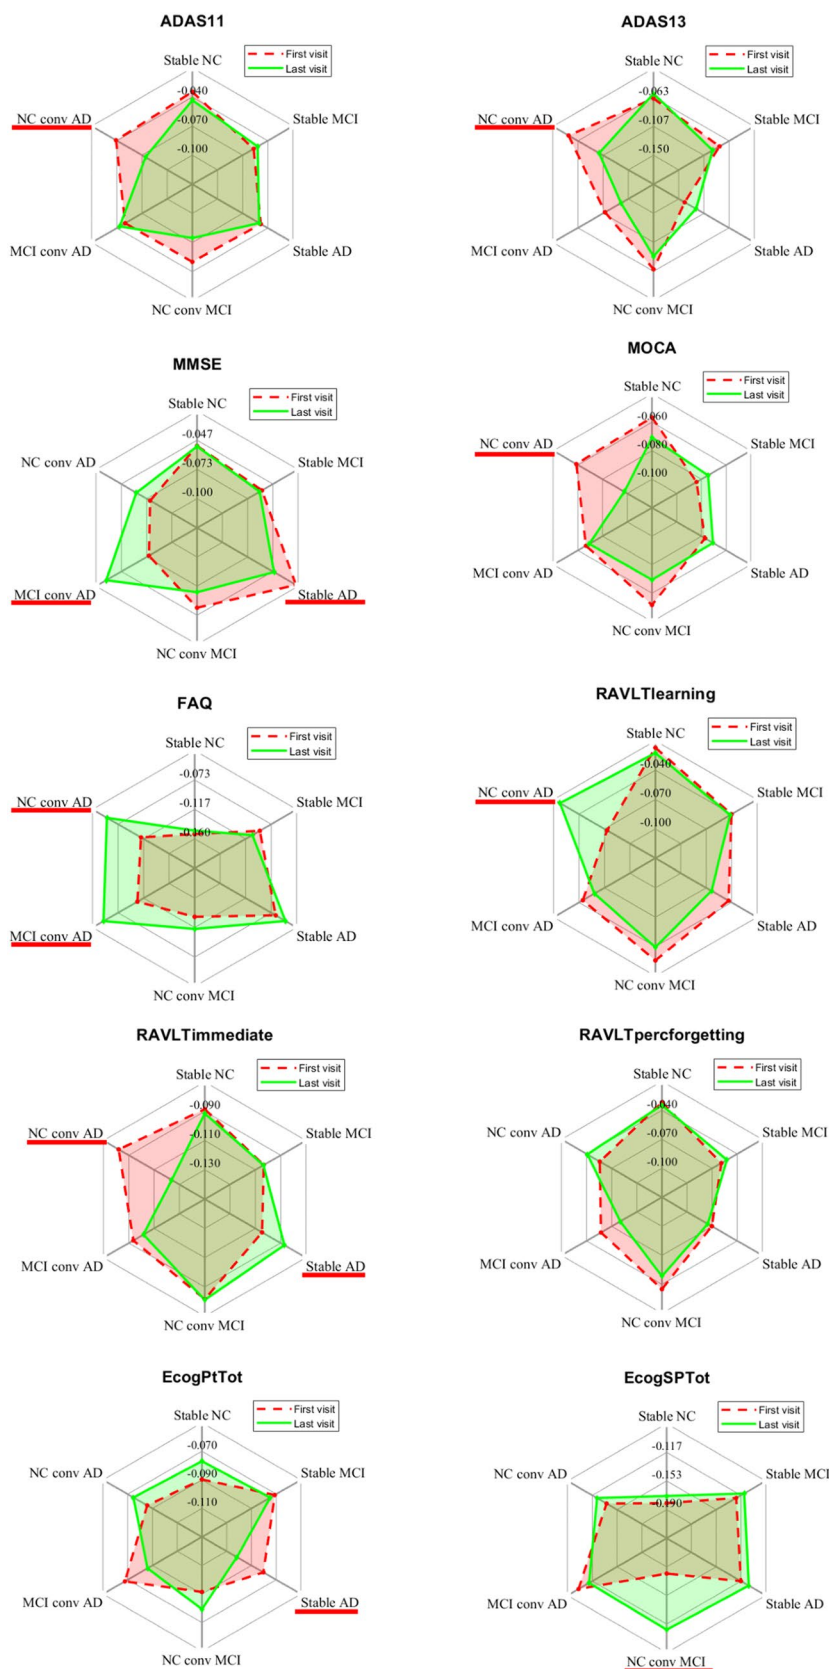 ADAS11
First visit
Last visit
Stable NC
-0.040
-0.070
-0.100
NC conv AD
Stable MCI
MCI conv AD
Stable AD
NC conv MCI
ADAS13
First visit
Last visit
Stable NC
-0.063
-0.107
-0.150
NC conv AD
Stable MCI
MCI conv AD
Stable AD
NC conv MCI
MMSE
First visit
Last visit
Stable NC
-0.047
-0.073
-0.100
NC conv AD
Stable MCI
MCI conv AD
Stable AD
NC conv MCI
MOCA
First visit
Last visit
Stable NC
-0.060
-0.080
-0.100
NC conv AD
Stable MCI
MCI conv AD
Stable AD
NC conv MCI
FAQ
First visit
Last visit
Stable NC
-0.073
-0.117
-0.160
NC conv AD
Stable MCI
MCI conv AD
Stable AD
NC conv MCI
RAVLTlearning
First visit
Last visit
Stable NC
-0.040
-0.070
-0.100
NC conv AD
Stable MCI
MCI conv AD
Stable AD
NC conv MCI
RAVLTimmediate
First visit
Last visit
Stable NC
-0.090
-0.110
-0.130
NC conv AD
Stable MCI
MCI conv AD
Stable AD
NC conv MCI
RAVLTpercforgetting
First visit
Last visit
Stable NC
-0.040
-0.070
-0.100
NC conv AD
Stable MCI
MCI conv AD
Stable AD
NC conv MCI
EcogPtTot
First visit
Last visit
Stable NC
-0.070
-0.090
-0.110
NC conv AD
Stable MCI
MCI conv AD
Stable AD
NC conv MCI
EcogSPTot
First visit
Last visit
Stable NC
-0.117
-0.153
-0.190
NC conv AD
Stable MCI
MCI conv AD
Stable AD
NC conv MCI